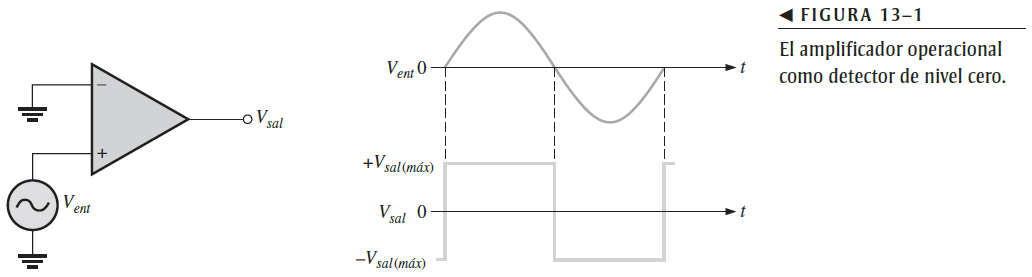 −
+
V_sal
V_ent
V_ent 0
t
+V_sal(máx)
V_sal 0
t
–V_sal(máx)
◄ FIGURA 13–1
El amplificador operacional
como detector de nivel cero.